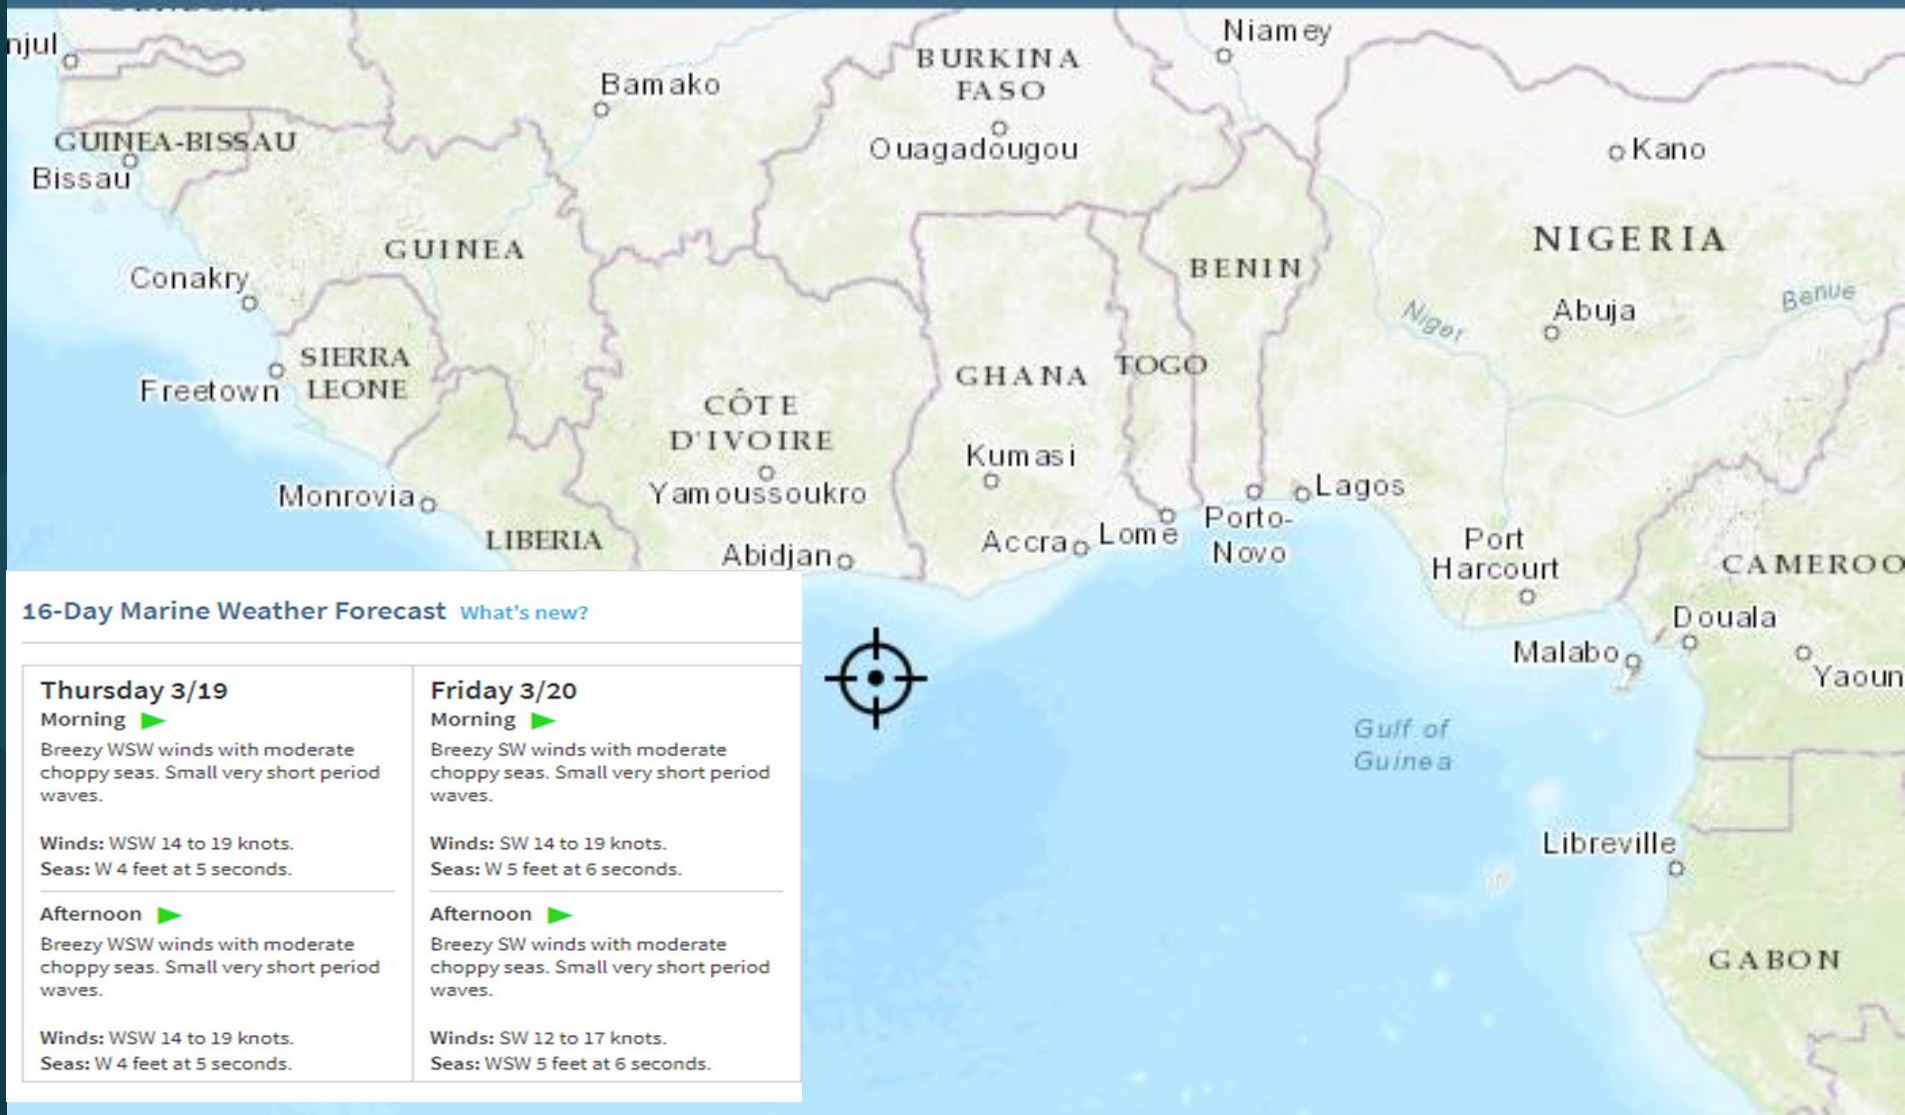 njul
Niamey
BURKINA
FASO
Bamako
GUINEA-BISSAU
Bissau
Ouagadougou
Kano
NIGERIA
GUINEA
BENIN
Conakry
Niger
Abuja
Benue
SIERRA
LEONE
Freetown
GHANA
TOGO
CÔTE
D'IVOIRE
Kumasi
Yamoussoukro
Monrovia
Lagos
LIBERIA
Abidjan
Accra
Lome
Porto-
Novo
Port
Harcourt
CAMEROO
Douala
Malabo
Yaoun
Gulf of
Guinea
Libreville
GABON
16-Day Marine Weather Forecast What's new?
Thursday 3/19
Morning
Breezy WSW winds with moderate
choppy seas. Small very short period
waves.
Winds: WSW 14 to 19 knots.
Seas: W 4 feet at 5 seconds.
Afternoon
Breezy WSW winds with moderate
choppy seas. Small very short period
waves.
Winds: WSW 14 to 19 knots.
Seas: W 4 feet at 5 seconds.
Friday 3/20
Morning
Breezy SW winds with moderate
choppy seas. Small very short period
waves.
Winds: SW 14 to 19 knots.
Seas: W 5 feet at 6 seconds.
Afternoon
Breezy SW winds with moderate
choppy seas. Small very short period
waves.
Winds: SW 12 to 17 knots.
Seas: WSW 5 feet at 6 seconds.